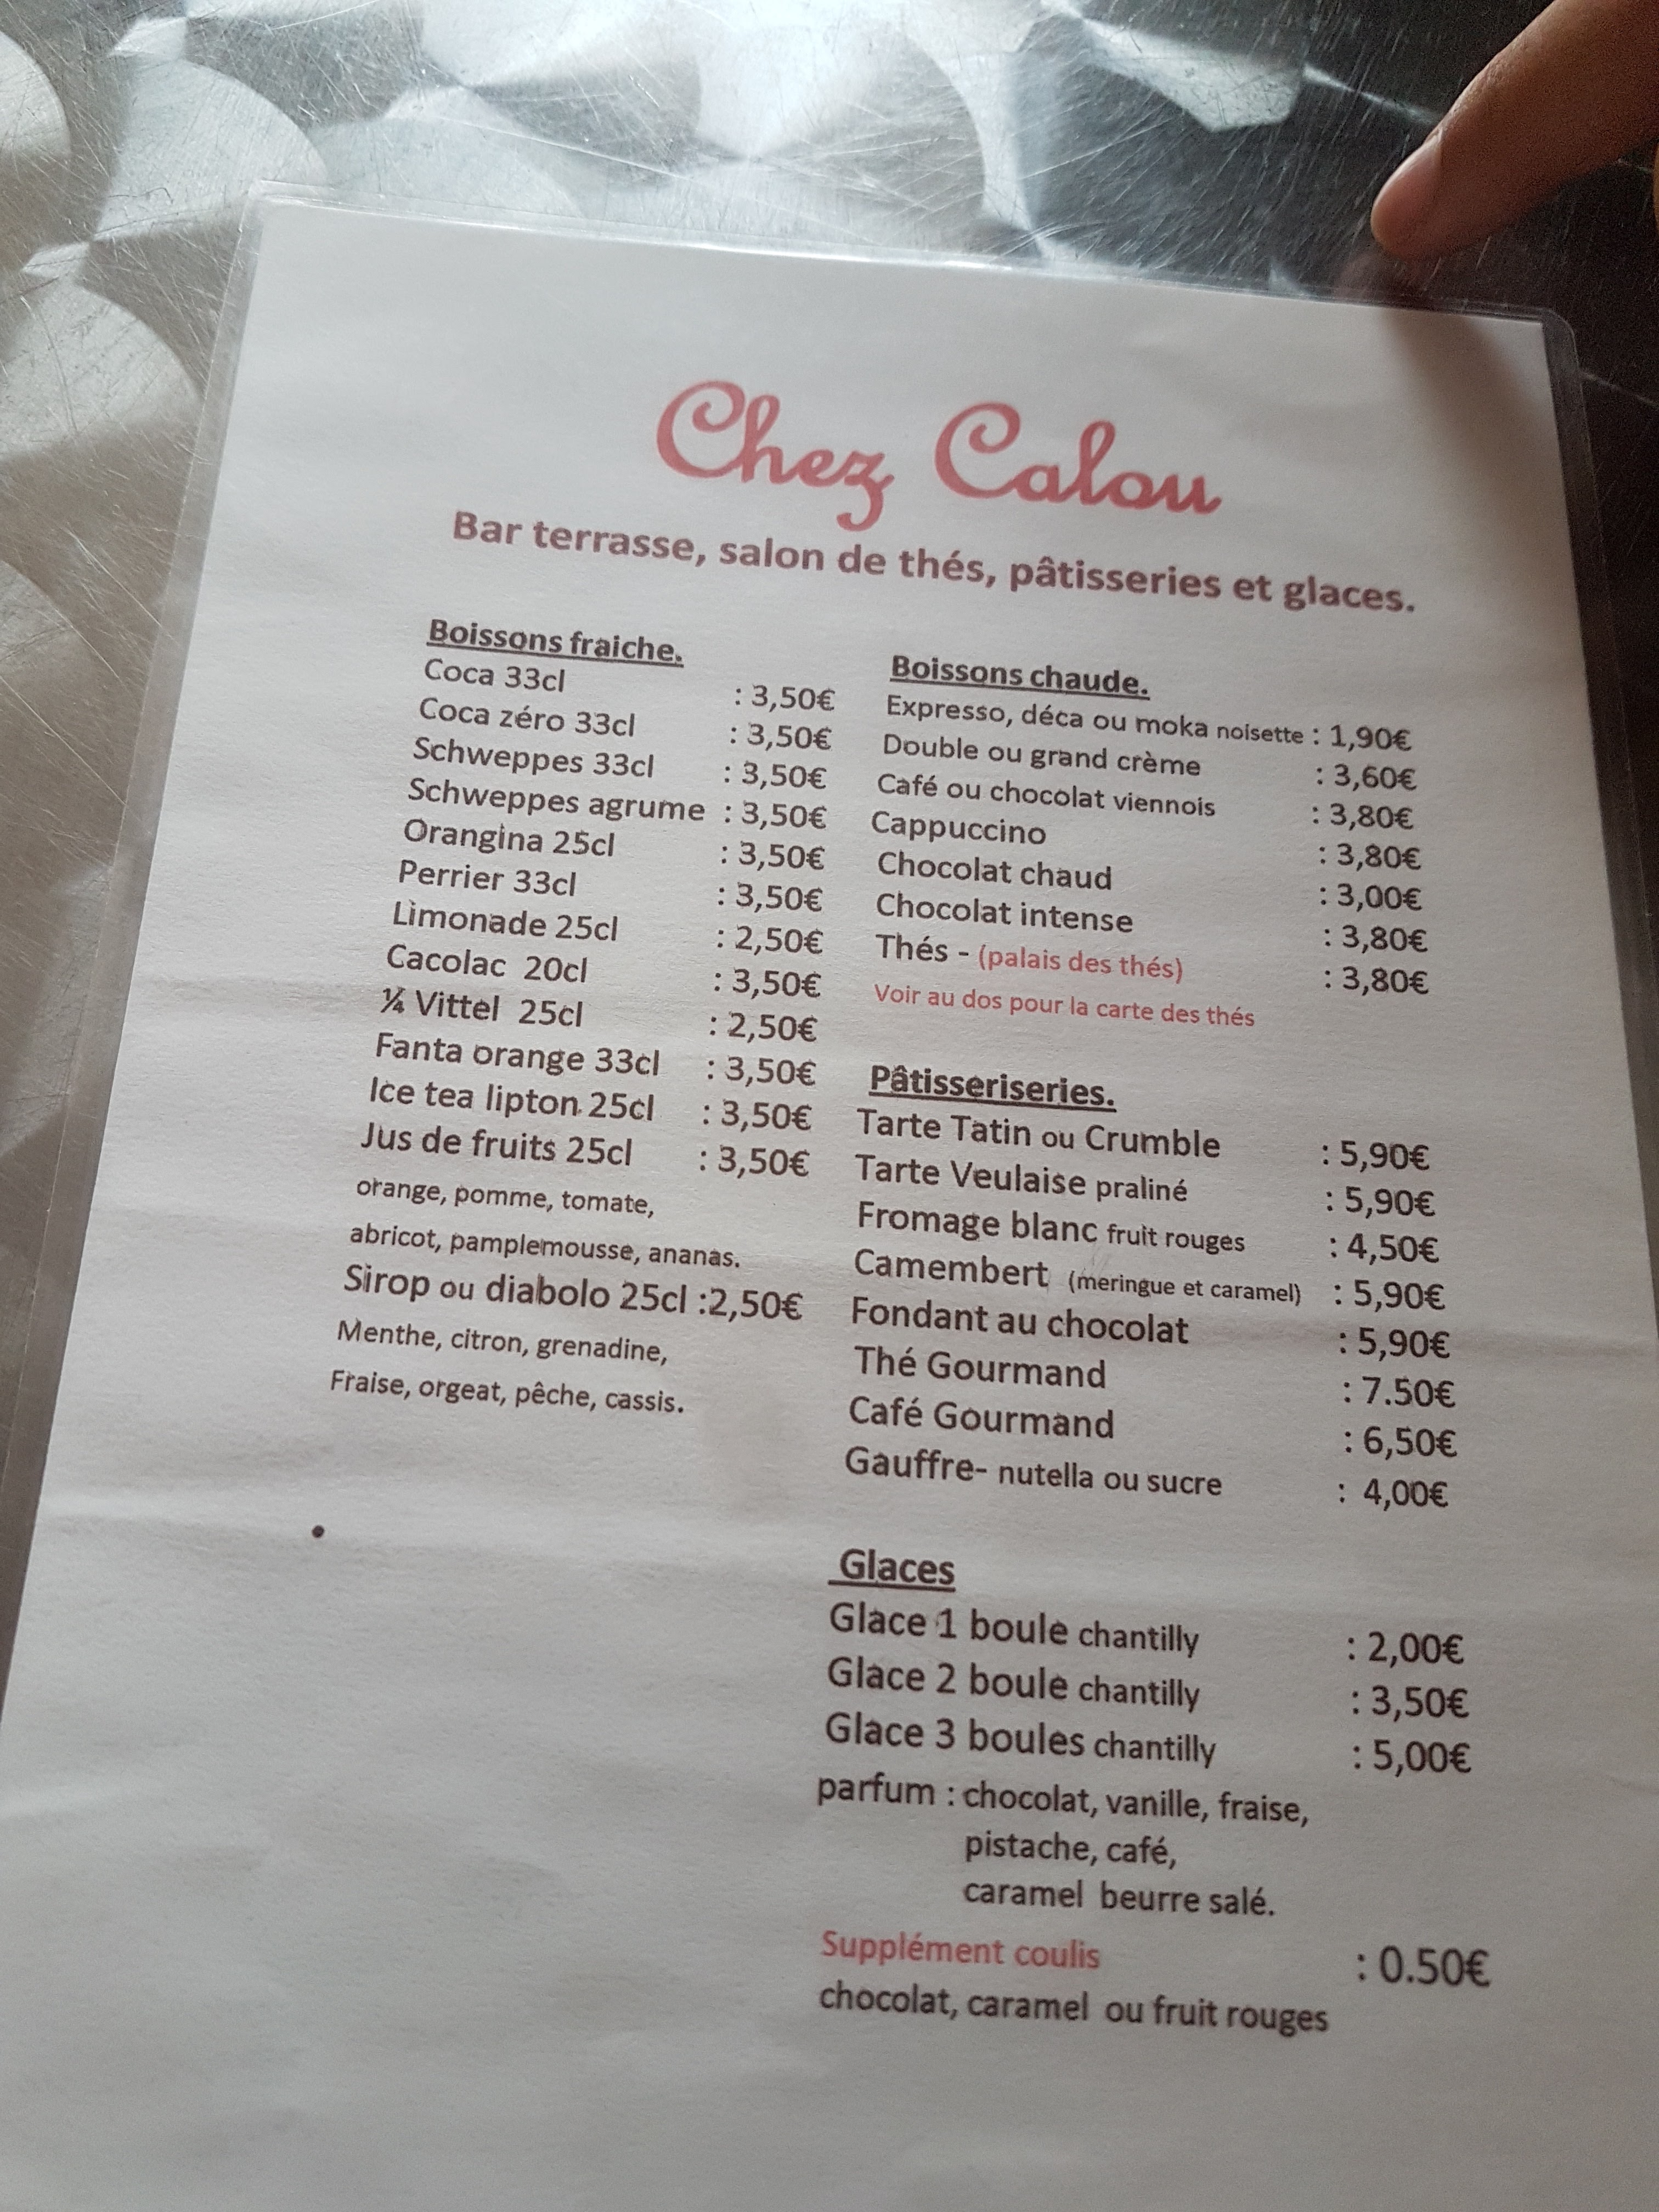 Chez Calou
Bar terrasse, salon de thés, pâtisseries et glaces.
Boissons fraiche.
Coca 33cl : 3,50€
Coca zéro 33cl : 3,50€
Schweppes 33cl : 3,50€
Schweppes agrume : 3,50€
Orangina 25cl : 3,50€
Perrier 33cl : 3,50€
Limonade 25cl : 2,50€
Cacolac 20cl : 3,50€
¼ Vittel 25cl : 2,50€
Fanta orange 33cl : 3,50€
Ice tea lipton 25cl : 3,50€
Jus de fruits 25cl : 3,50€
orange, pomme, tomate,
abricot, pamplemousse, ananas.
Sirop ou diabolo 25cl :2,50€
Menthe, citron, grenadine,
Fraise, orgeat, pêche, cassis.
Boissons chaude.
Expresso, déca ou moka noisette : 1,90€
Double ou grand crème : 3,60€
Café ou chocolat viennois : 3,80€
Cappuccino : 3,80€
Chocolat chaud : 3,00€
Chocolat intense : 3,80€
Thés - (palais des thés) : 3,80€
Voir au dos pour la carte des thés
Pâtisseriseries.
Tarte Tatin ou Crumble : 5,90€
Tarte Veulaise praliné : 5,90€
Fromage blanc fruit rouges : 4,50€
Camembert (meringue et caramel) : 5,90€
Fondant au chocolat : 5,90€
Thé Gourmand : 7.50€
Café Gourmand : 6,50€
Gauffre- nutella ou sucre : 4,00€
Glaces
Glace 1 boule chantilly : 2,00€
Glace 2 boule chantilly : 3,50€
Glace 3 boules chantilly : 5,00€
parfum : chocolat, vanille, fraise,
pistache, café,
caramel beurre salé.
Supplément coulis : 0.50€
chocolat, caramel ou fruit rouges